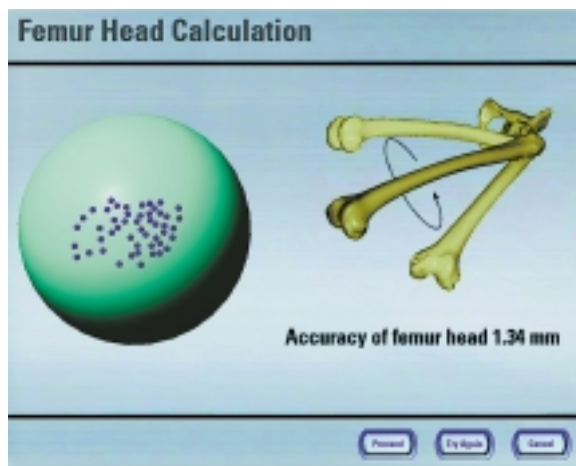 Femur Head Calculation
Accuracy of femur head 1.34 mm
Proceed
Try Again
Cancel